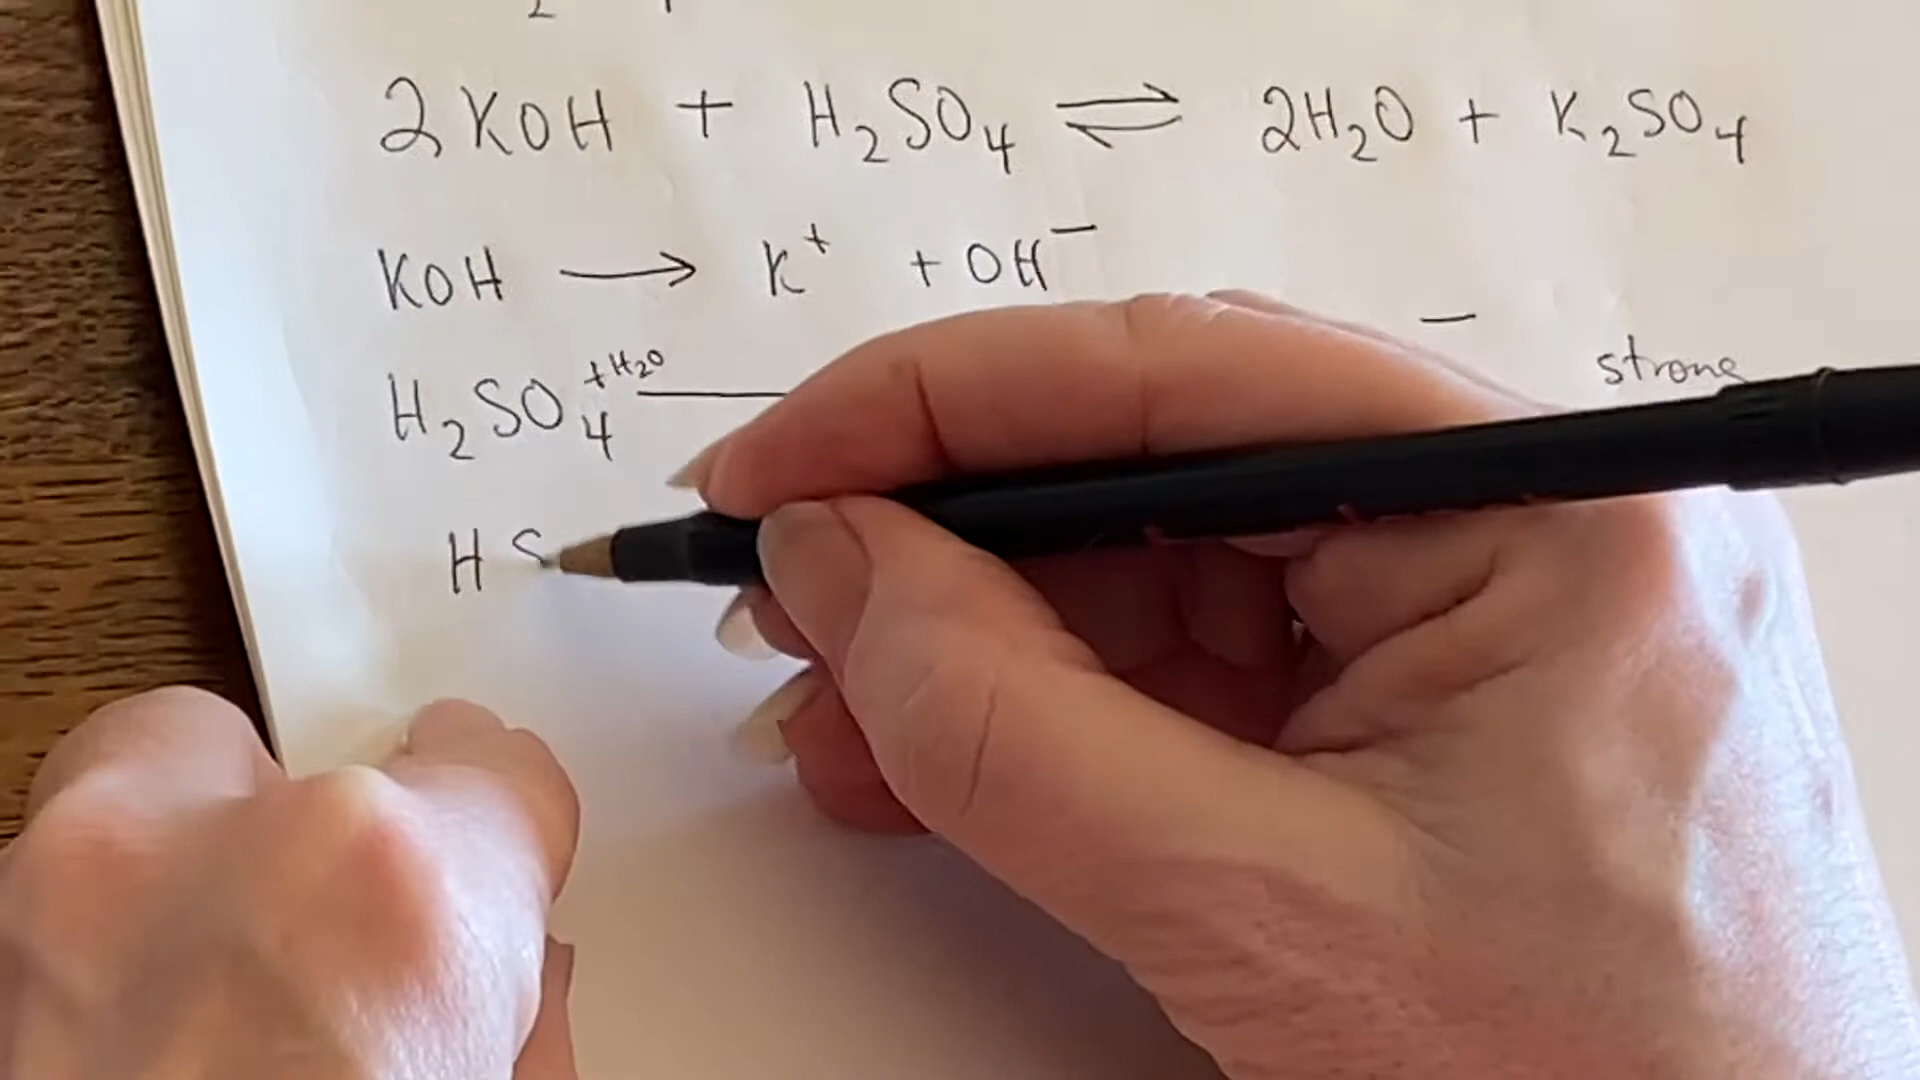 2KOH + H₂SO₄ ⇌ 2H₂O + K₂SO₄
KOH → K⁺ + OH⁻
H₂SO₄ +H₂O — ⁻ strong
H S